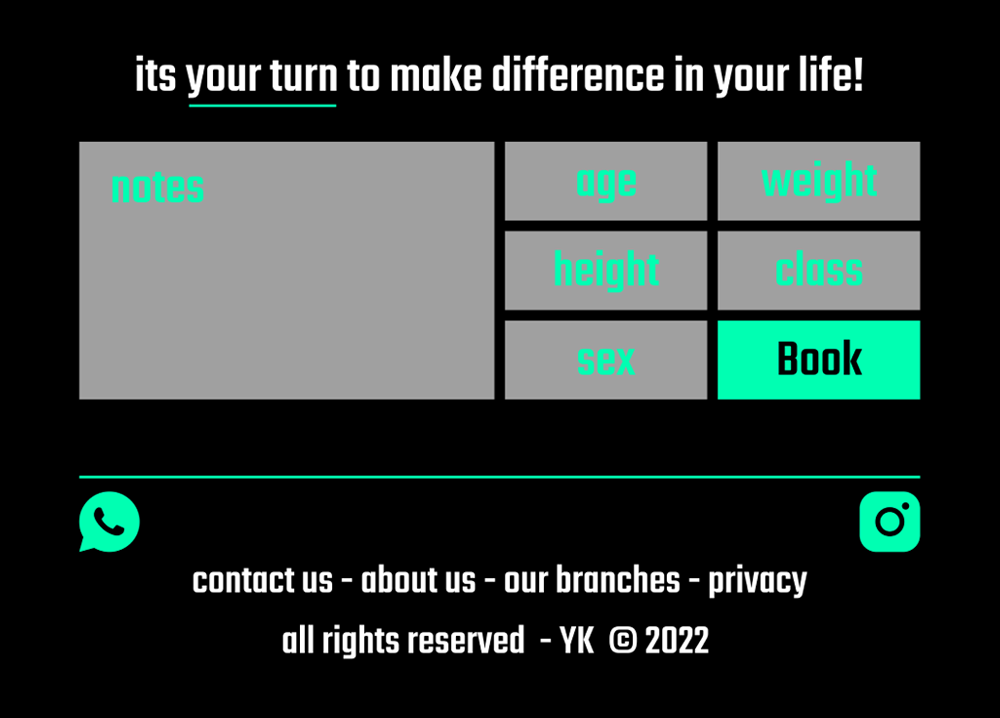 its your turn to make difference in your life!
notes
age
weight
height
class
sex
Book
contact us - about us - our branches - privacy
all rights reserved - YK © 2022